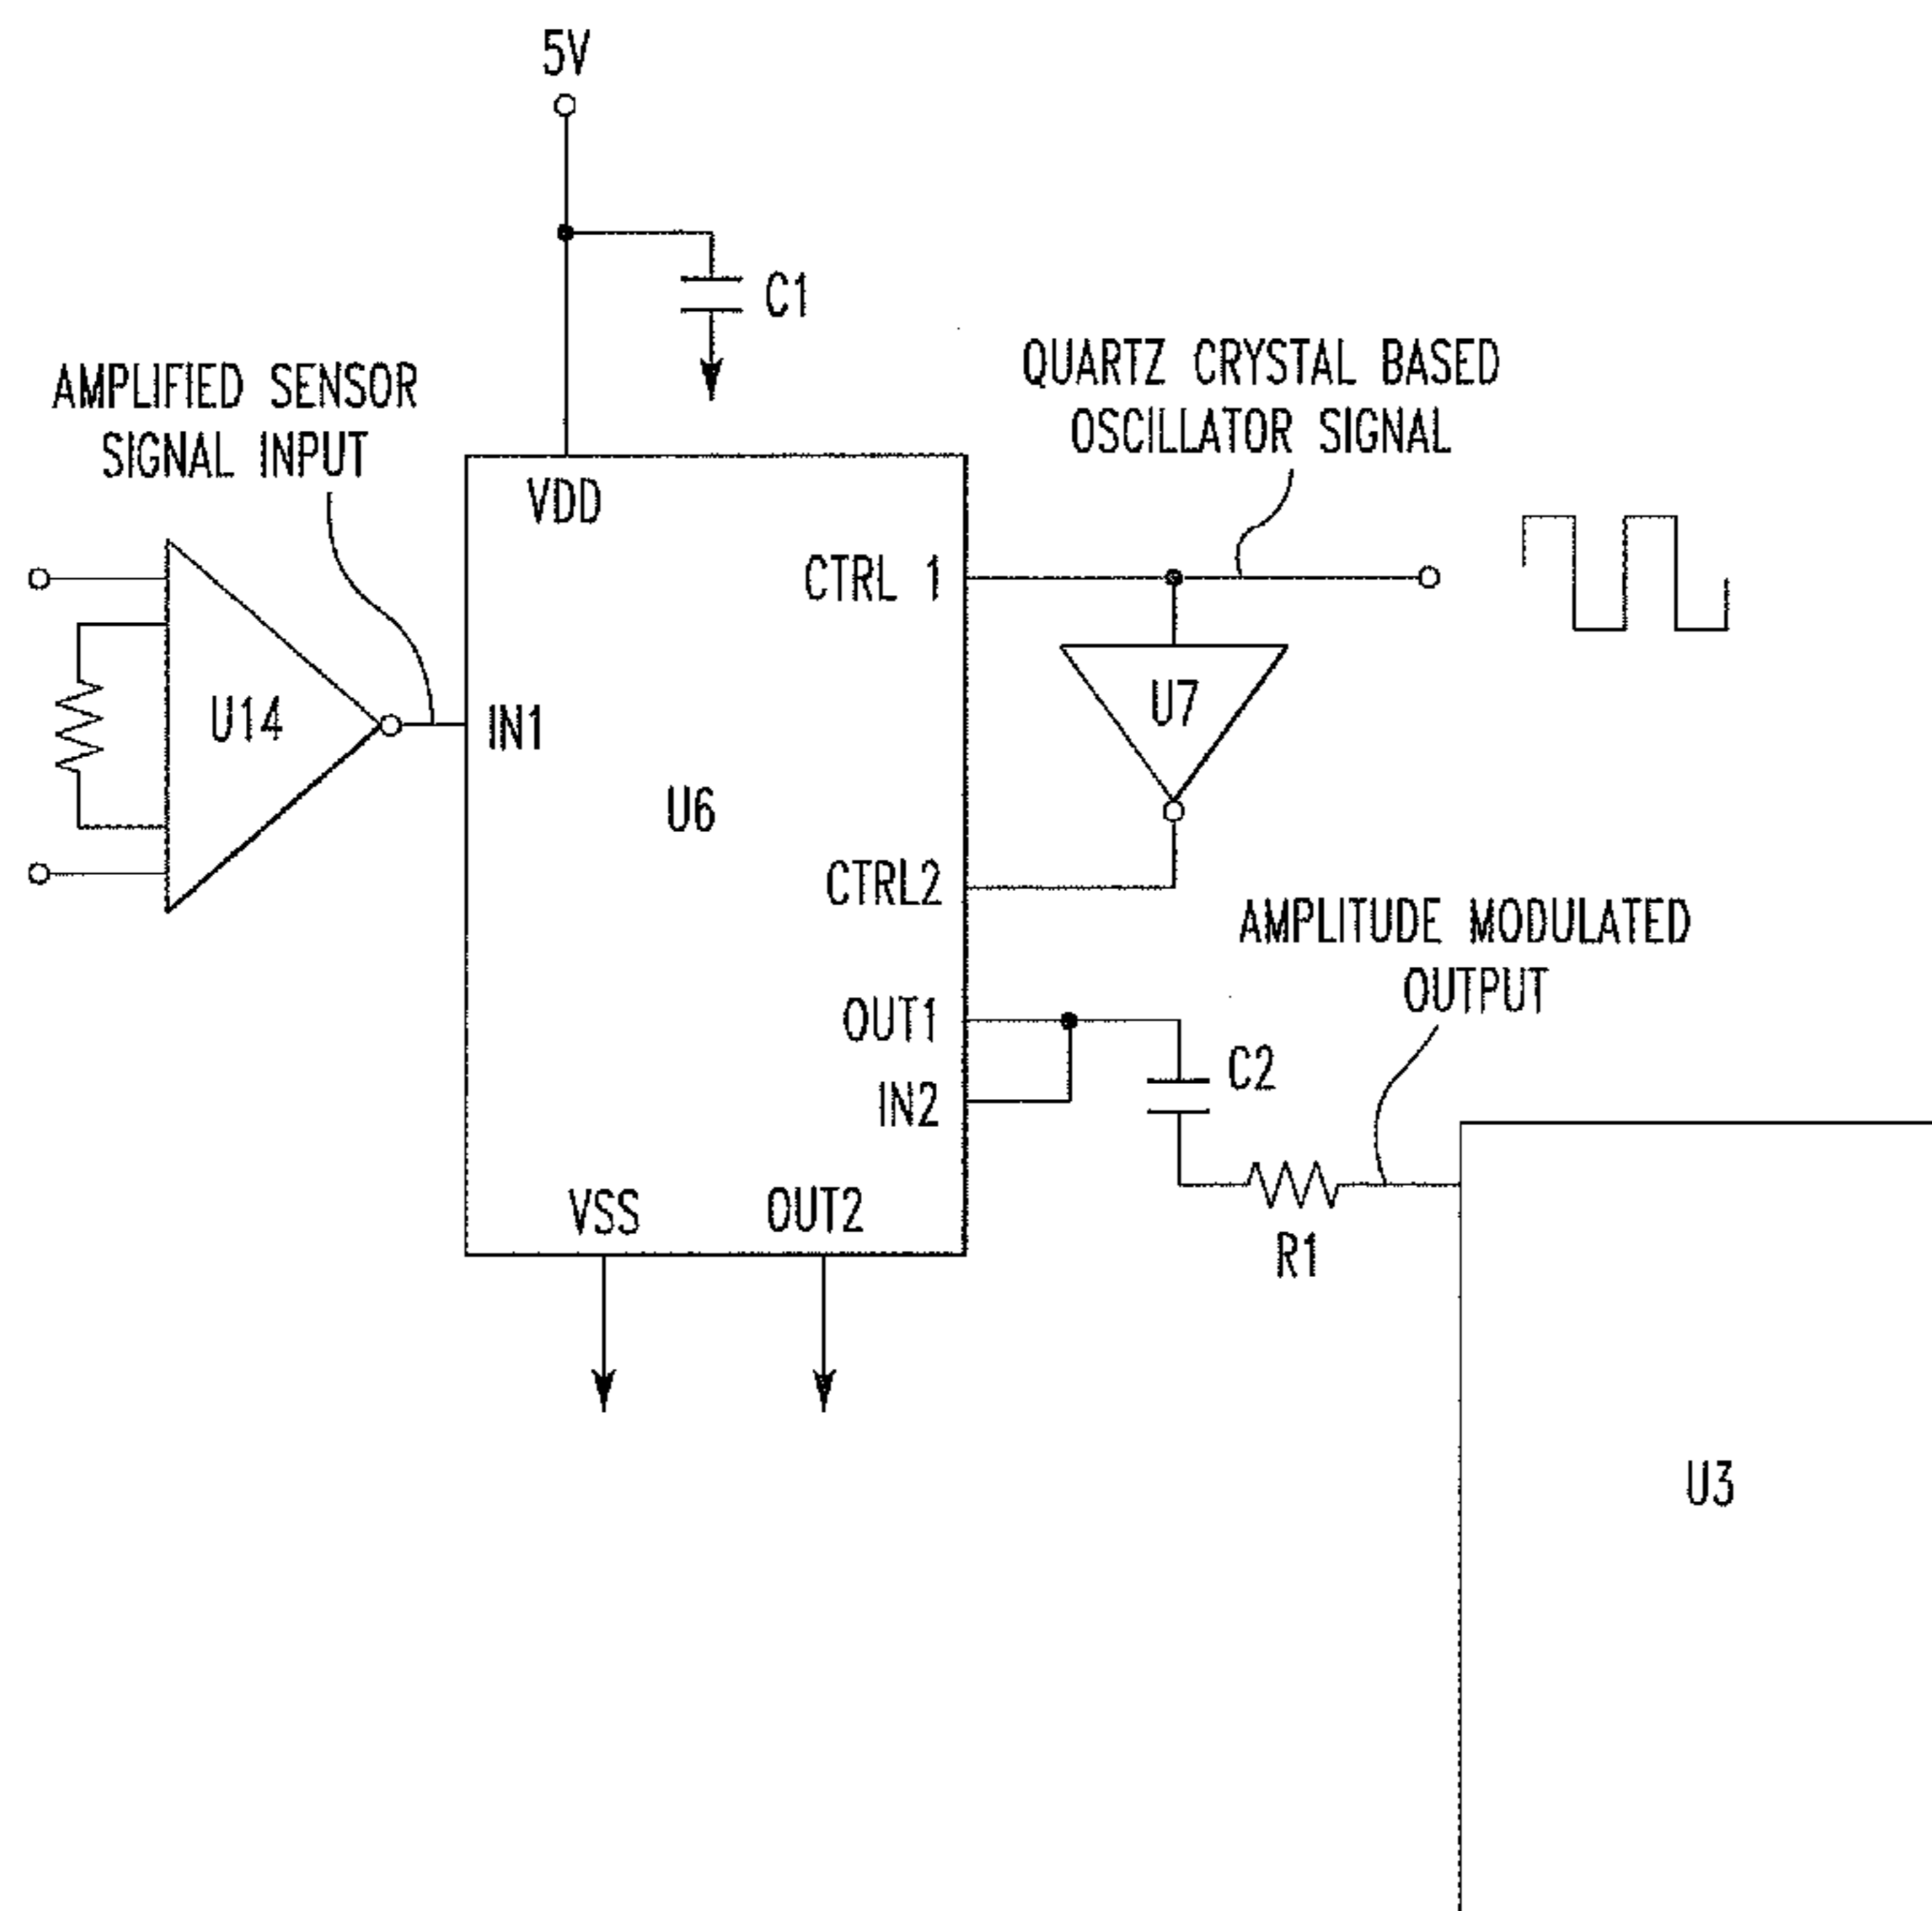 5V
C1
AMPLIFIED SENSOR
SIGNAL INPUT
QUARTZ CRYSTAL BASED
OSCILLATOR SIGNAL
VDD
CTRL 1
U14
IN1
U7
U6
CTRL2
AMPLITUDE MODULATED
OUTPUT
OUT1
C2
IN2
VSS
OUT2
R1
U3